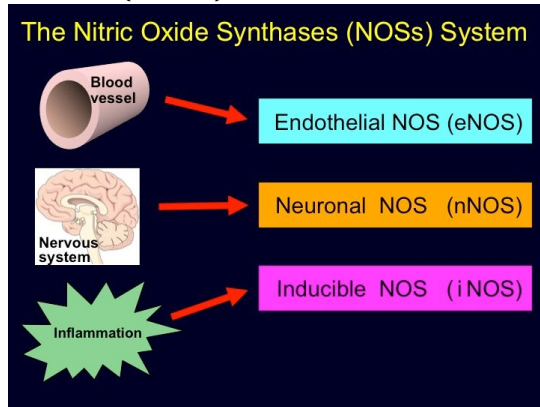 The Nitric Oxide Synthases (NOSs) System
Blood
vessel
Endothelial NOS (eNOS)
Nervous
system
Neuronal NOS (nNOS)
Inflammation
Inducible NOS (iNOS)